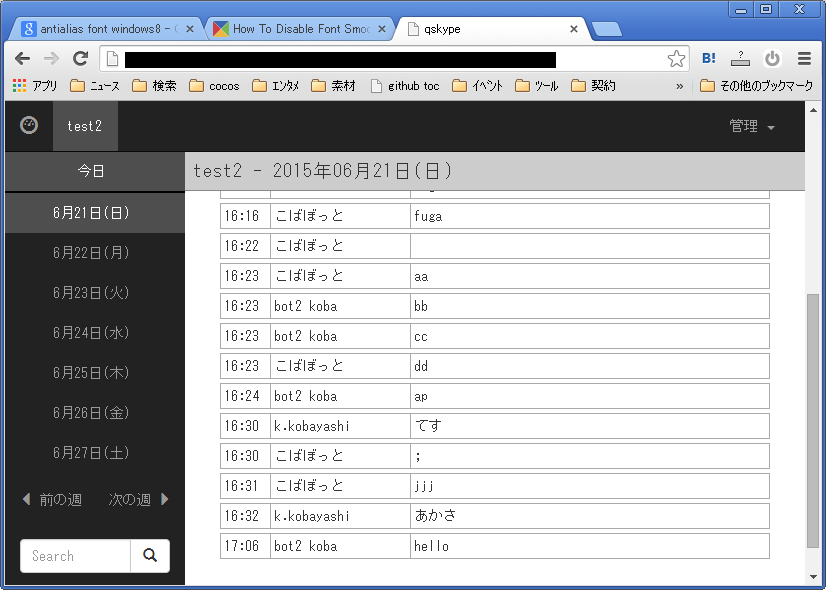 antialias font windows8 - G
How To Disable Font Smoo
qskype
B!
アプリ ニュース 検索 cocos エンタメ 素材 github toc イベント ツール 契約 » その他のブックマーク
test2 管理
今日
test2 - 2015年06月21日(日)
6月21日(日)
6月22日(月)
6月23日(火)
6月24日(水)
6月25日(木)
6月26日(金)
6月27日(土)
前の週 次の週
Search
16:16 こばぼっと fuga
16:22 こばぼっと
16:23 こばぼっと aa
16:23 bot2 koba bb
16:23 bot2 koba cc
16:23 こばぼっと dd
16:24 bot2 koba ap
16:30 k.kobayashi てす
16:30 こばぼっと ;
16:31 こばぼっと jjj
16:32 k.kobayashi あかさ
17:06 bot2 koba hello